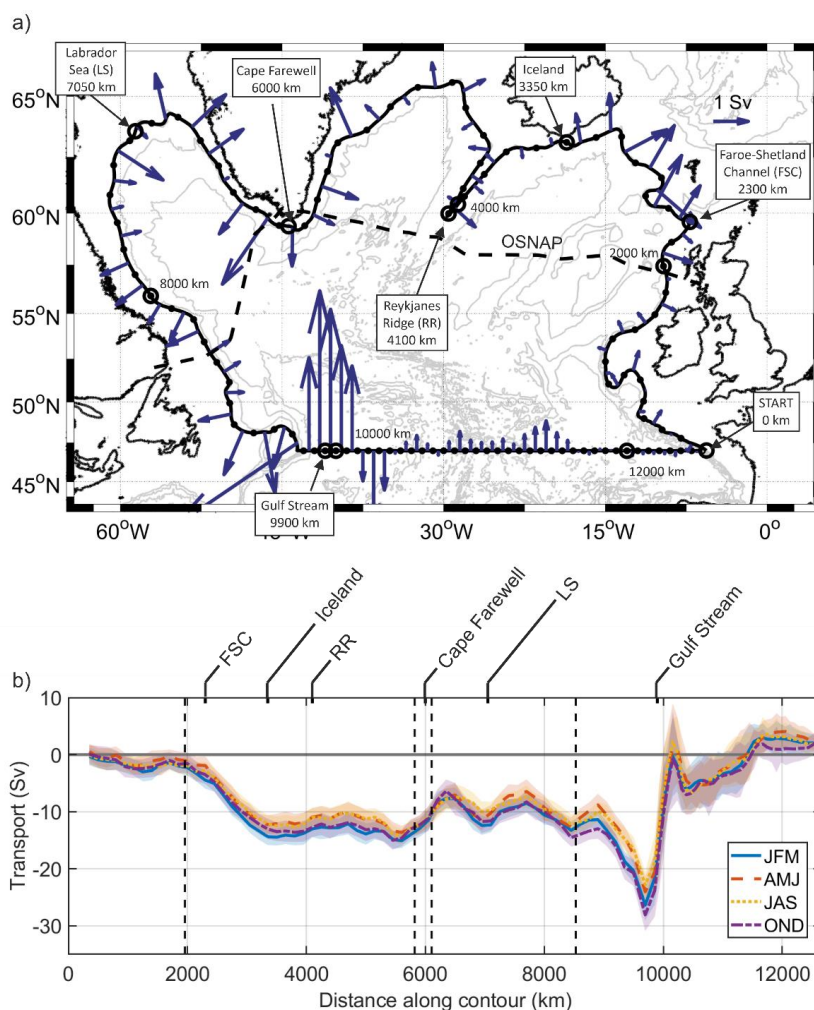 a)
Labrador
Sea (LS)
7050 km
Cape Farewell
6000 km
Iceland
3350 km
1 Sv
Faroe-Shetland
Channel (FSC)
2300 km
65°N
60°N
55°N
50°N
45°N
4000 km
OSNAP
2000 km
8000 km
Reykjanes
Ridge (RR)
4100 km
START
0 km
10000 km
12000 km
Gulf Stream
9900 km
60°W
30°W
15°W
0°
FSC
Iceland
RR
Cape Farewell
LS
Gulf Stream
b)
Transport (Sv)
10
0
-10
-20
-30
JFM
AMJ
JAS
OND
0
2000
4000
6000
8000
10000
12000
Distance along contour (km)